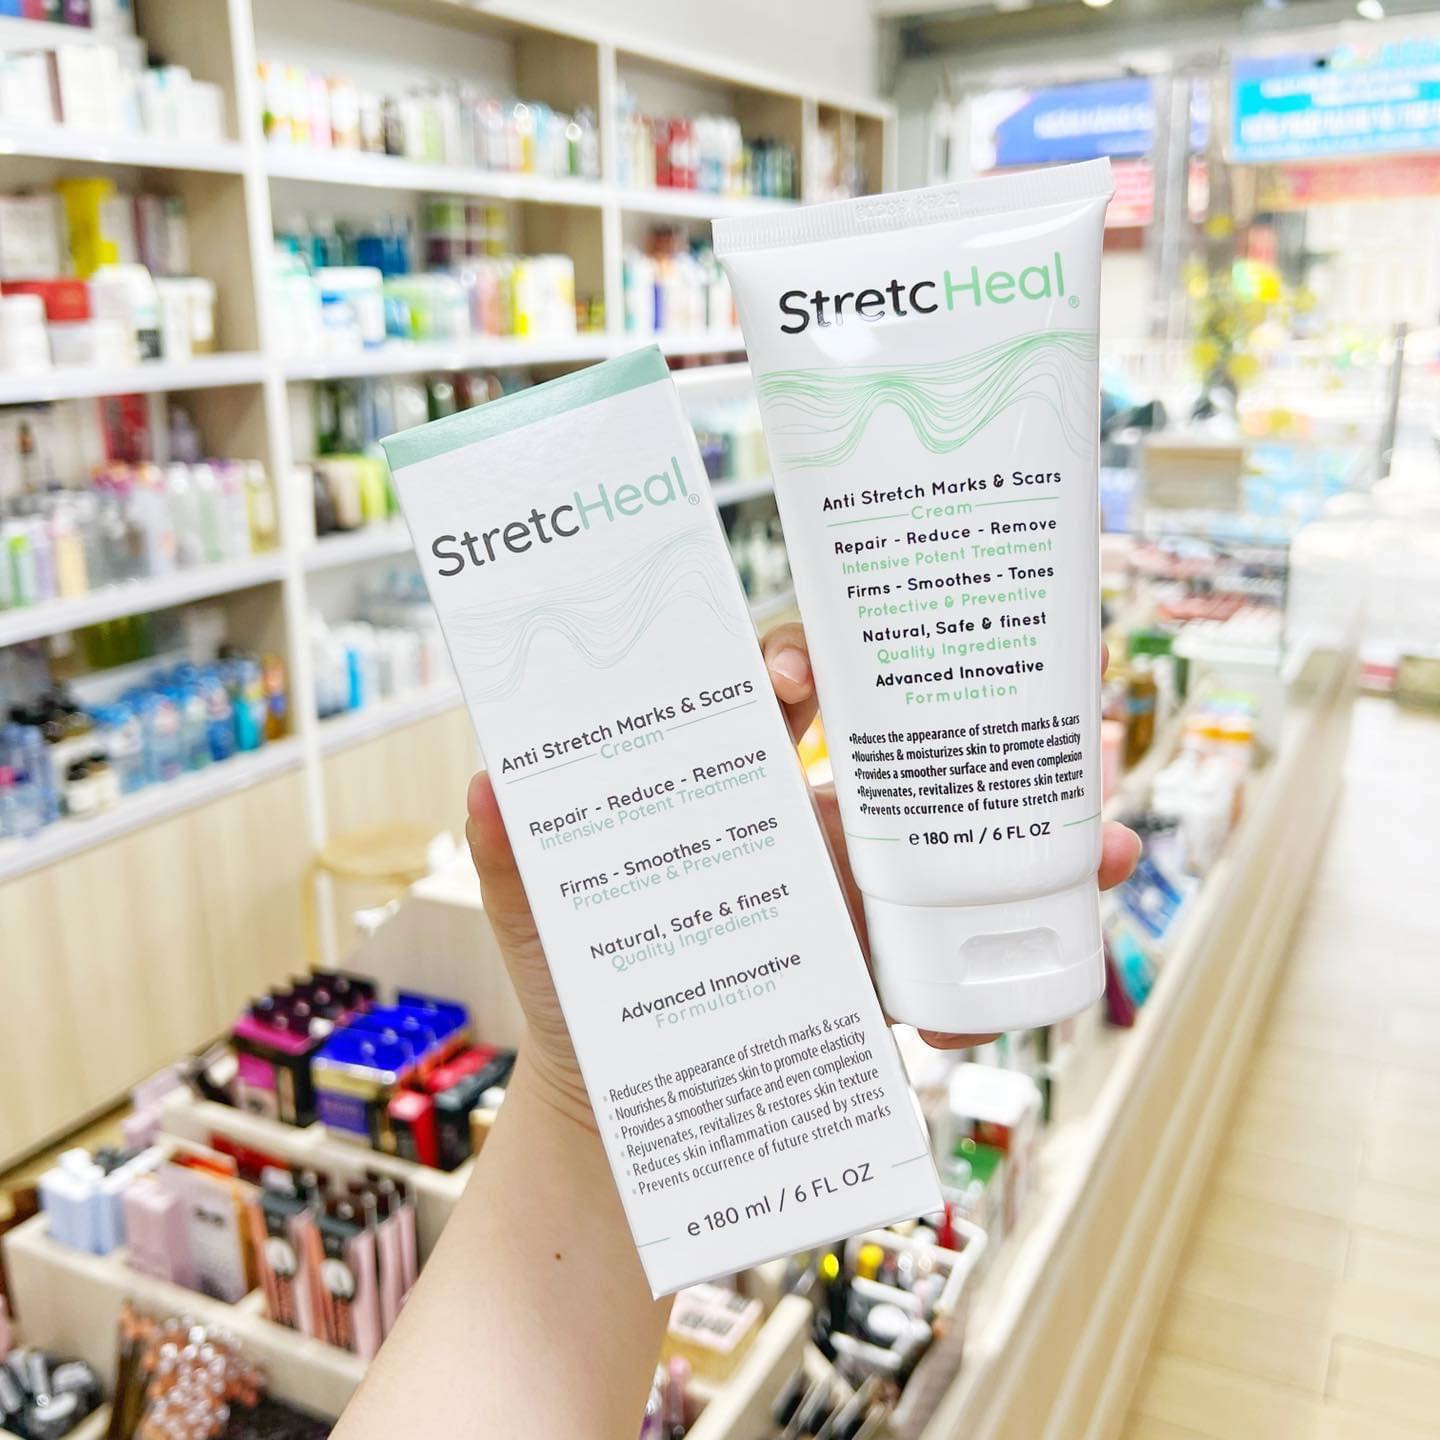 StretcHeal®
Anti Stretch Marks & Scars
Cream
Repair - Reduce - Remove
Intensive Potent Treatment
Firms - Smoothes - Tones
Protective & Preventive
Natural, Safe & finest
Quality Ingredients
Advanced Innovative
Formulation
•Reduces the appearance of stretch marks & scars
•Nourishes & moisturizes skin to promote elasticity
•Provides a smoother surface and even complexion
•Rejuvenates, revitalizes & restores skin texture
•Reduces skin inflammation caused by stress
•Prevents occurrence of future stretch marks
e 180 ml / 6 FL OZ
StretcHeal®
Anti Stretch Marks & Scars
Cream
Repair - Reduce - Remove
Intensive Potent Treatment
Firms - Smoothes - Tones
Protective & Preventive
Natural, Safe & finest
Quality Ingredients
Advanced Innovative
Formulation
•Reduces the appearance of stretch marks & scars
•Nourishes & moisturizes skin to promote elasticity
•Provides a smoother surface and even complexion
•Rejuvenates, revitalizes & restores skin texture
•Prevents occurrence of future stretch marks
e 180 ml / 6 FL OZ